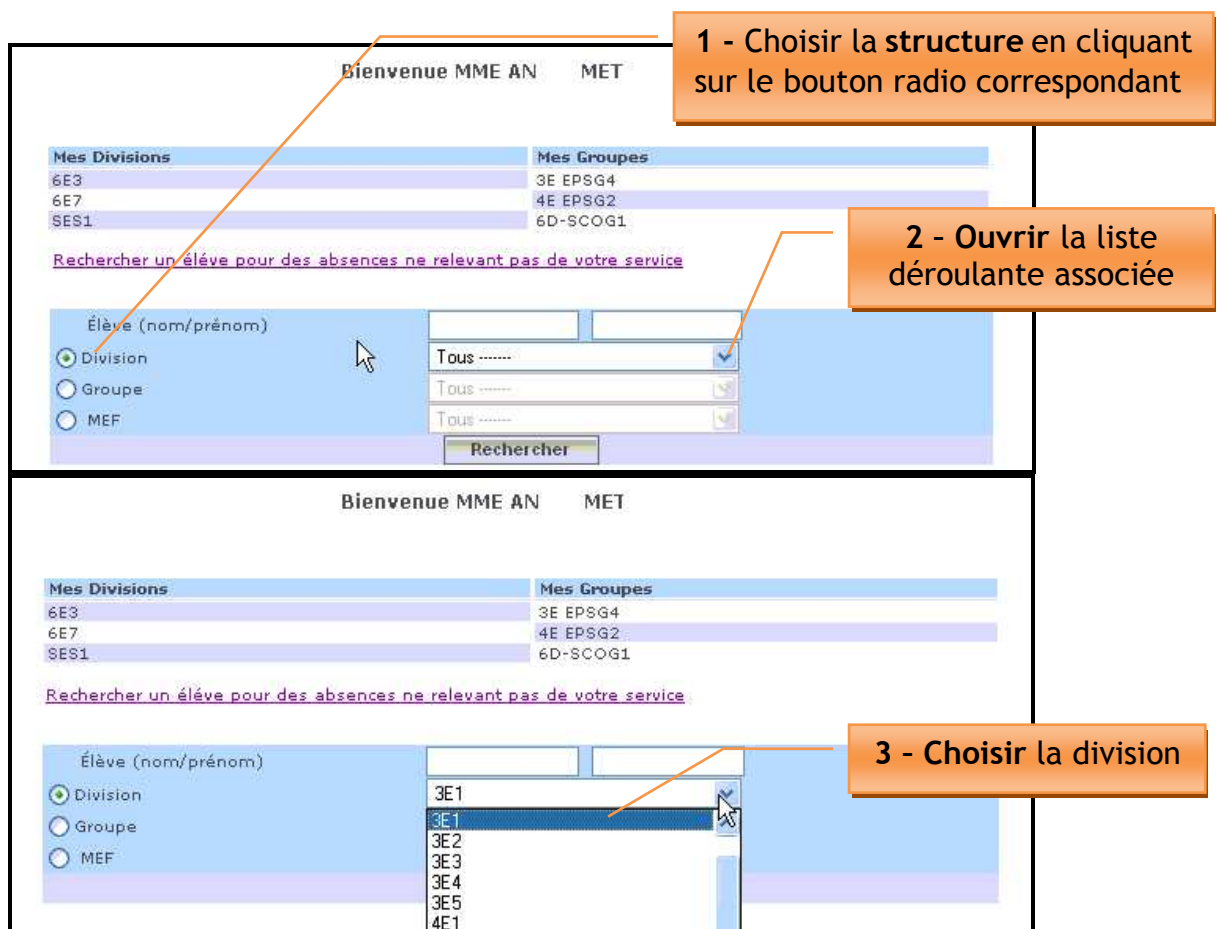 1 - Choisir la structure en cliquant
sur le bouton radio correspondant
Bienvenue MME AN MET
Mes Divisions Mes Groupes
6E3 3E EPSG4
6E7 4E EPSG2
SES1 6D-SCOG1
2 – Ouvrir la liste
déroulante associée
Rechercher un éléve pour des absences ne relevant pas de votre service
Élève (nom/prénom)
Division Tous -------
Groupe Tous -------
MEF Tous -------
Rechercher
Bienvenue MME AN MET
Mes Divisions Mes Groupes
6E3 3E EPSG4
6E7 4E EPSG2
SES1 6D-SCOG1
Rechercher un éléve pour des absences ne relevant pas de votre service
3 – Choisir la division
Élève (nom/prénom)
Division 3E1
Groupe 3E1
3E2
MEF 3E3
3E4
3E5
4E1